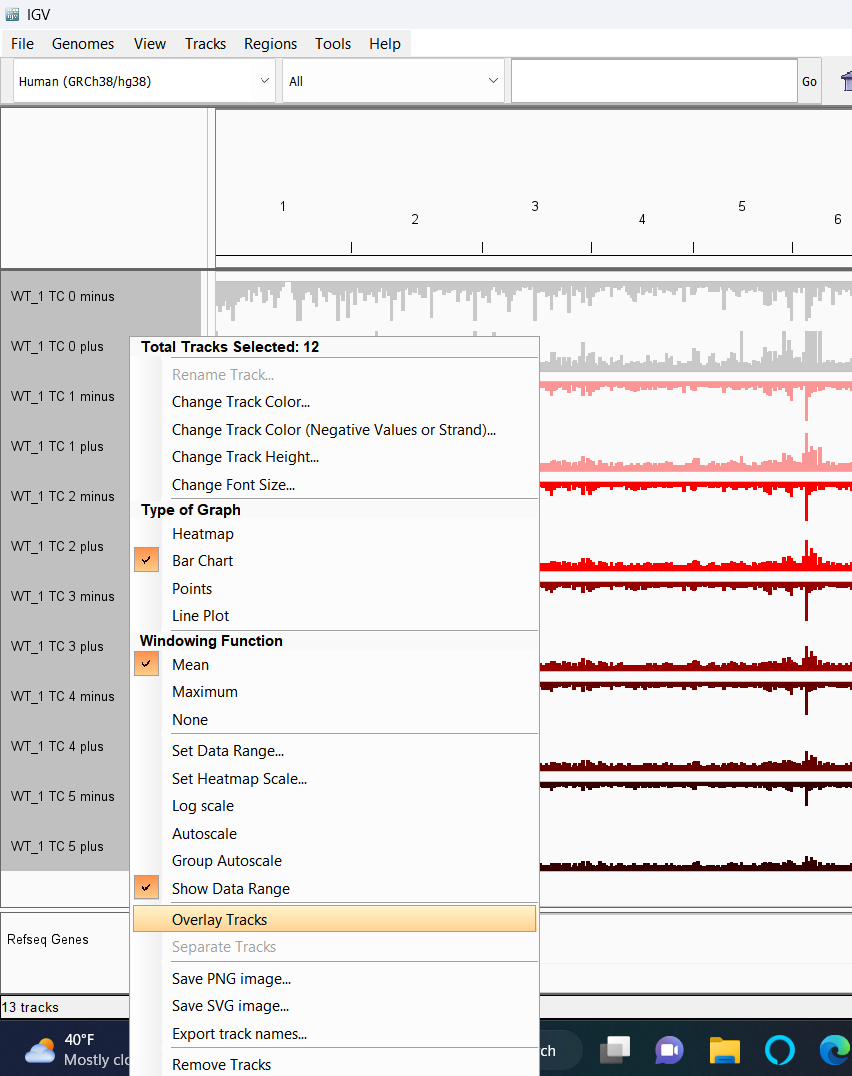 IGV
File Genomes View Tracks Regions Tools Help
Human (GRCh38/hg38) All Go
1 2 3 4 5 6
WT_1 TC 0 minus
WT_1 TC 0 plus
WT_1 TC 1 minus
WT_1 TC 1 plus
WT_1 TC 2 minus
WT_1 TC 2 plus
WT_1 TC 3 minus
WT_1 TC 3 plus
WT_1 TC 4 minus
WT_1 TC 4 plus
WT_1 TC 5 minus
WT_1 TC 5 plus
Total Tracks Selected: 12
Rename Track...
Change Track Color...
Change Track Color (Negative Values or Strand)...
Change Track Height...
Change Font Size...
Type of Graph
Heatmap
Bar Chart
Points
Line Plot
Windowing Function
Mean
Maximum
None
Set Data Range...
Set Heatmap Scale...
Log scale
Autoscale
Group Autoscale
Show Data Range
Overlay Tracks
Separate Tracks
Save PNG image...
Save SVG image...
Export track names...
Remove Tracks
Refseq Genes
13 tracks
40°F
Mostly clo
ch